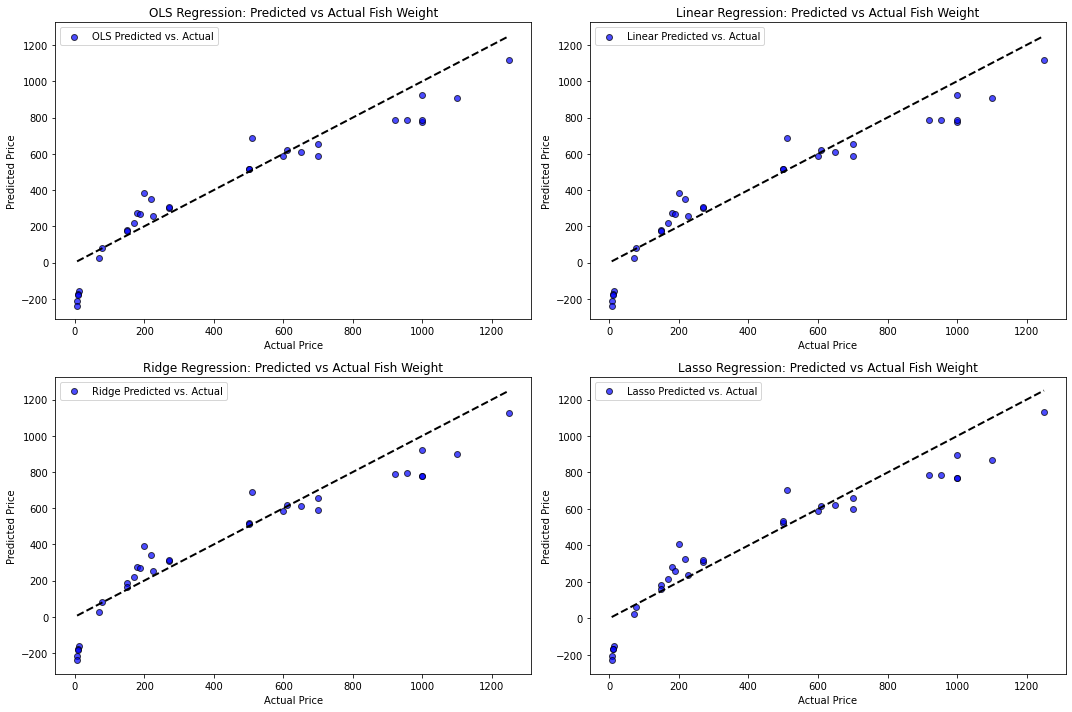 OLS Regression: Predicted vs Actual Fish Weight
OLS Predicted vs. Actual
1200
1000
800
600
400
200
0
−200
Predicted Price
0 200 400 600 800 1000 1200
Actual Price
Linear Regression: Predicted vs Actual Fish Weight
Linear Predicted vs. Actual
1200
1000
800
600
400
200
0
−200
Predicted Price
0 200 400 600 800 1000 1200
Actual Price
Ridge Regression: Predicted vs Actual Fish Weight
Ridge Predicted vs. Actual
1200
1000
800
600
400
200
0
−200
Predicted Price
0 200 400 600 800 1000 1200
Actual Price
Lasso Regression: Predicted vs Actual Fish Weight
Lasso Predicted vs. Actual
1200
1000
800
600
400
200
0
−200
Predicted Price
0 200 400 600 800 1000 1200
Actual Price